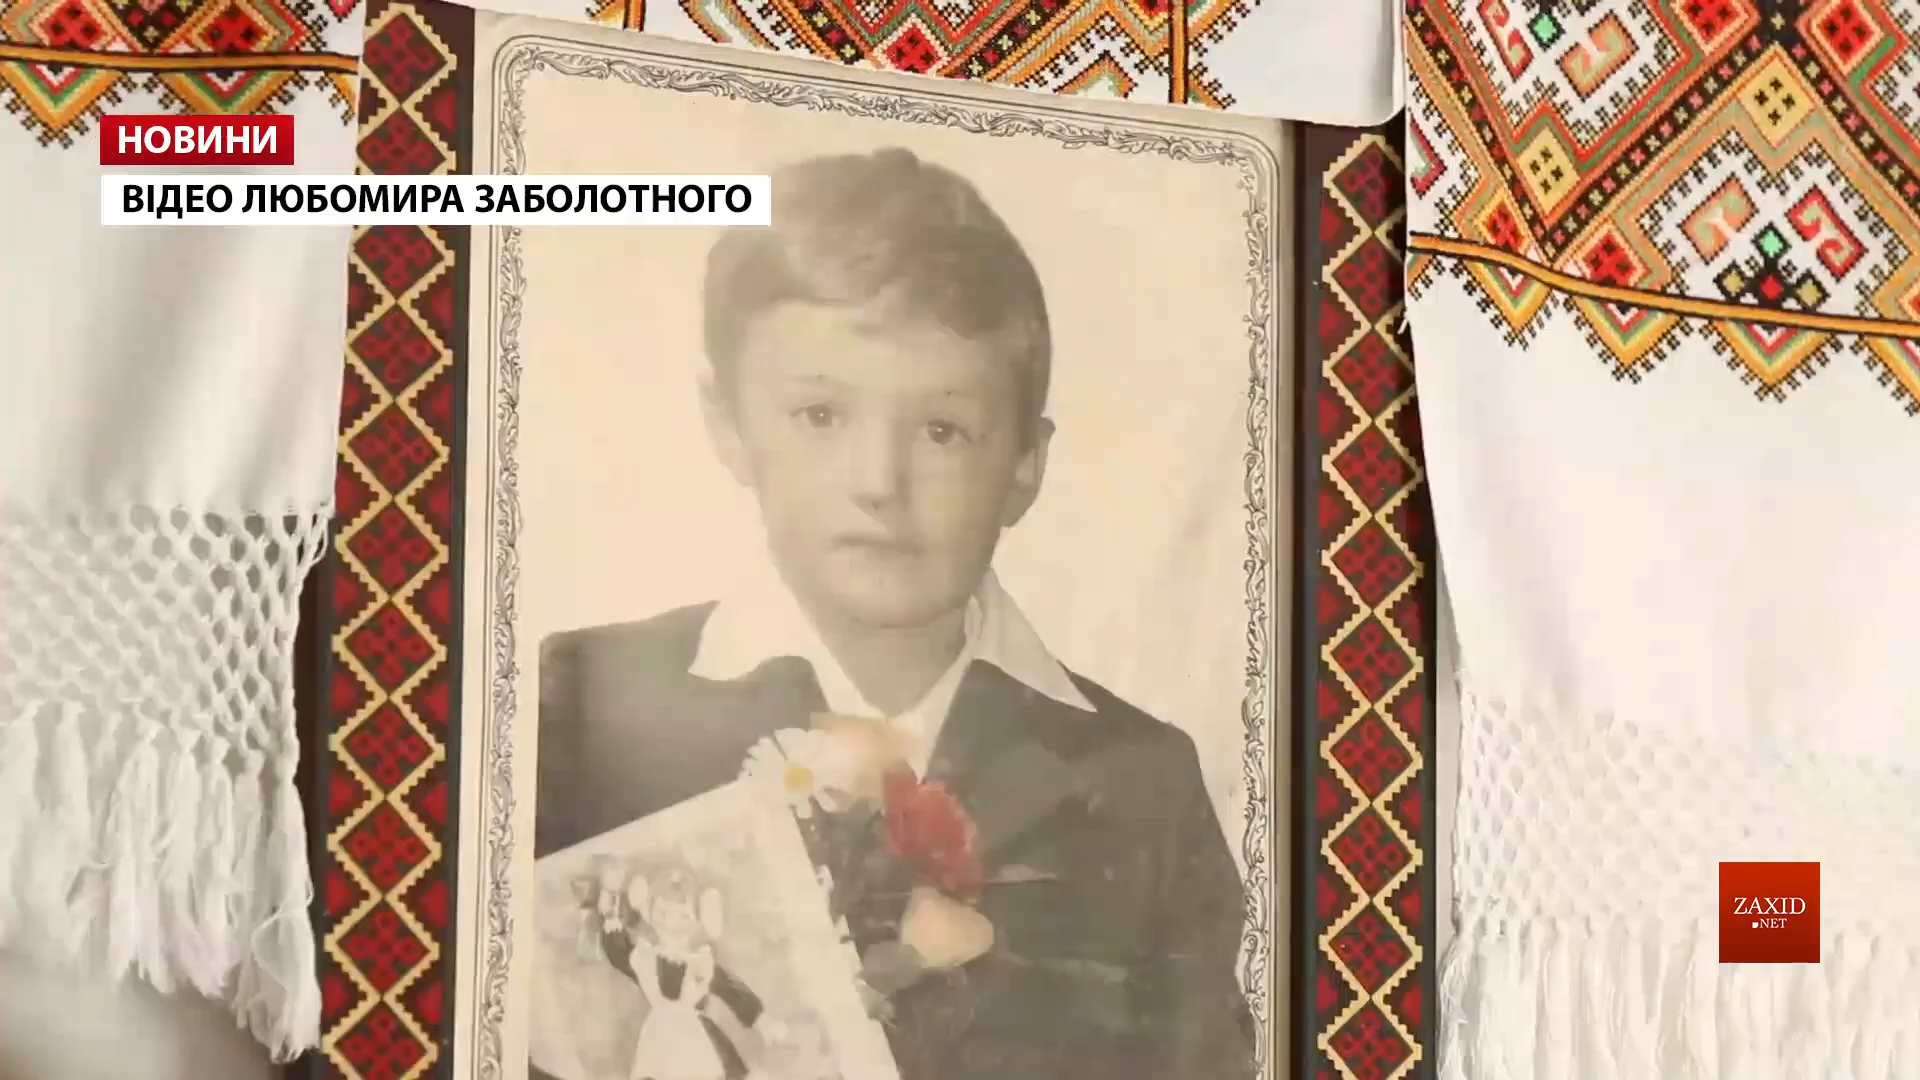 НОВИНИ
ВІДЕО ЛЮБОМИРА ЗАБОЛОТНОГО
ZAXID
.NET